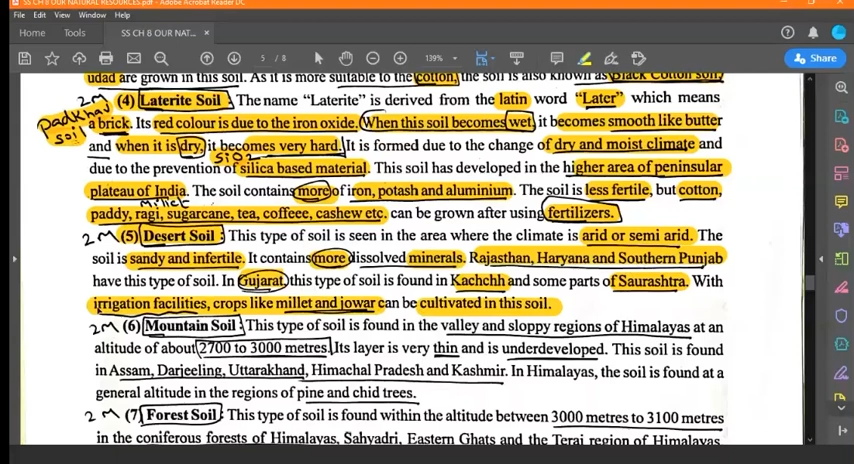 SS CH 8 OUR NATURAL RESOURCES.pdf - Adobe Acrobat Reader DC
File Edit View Window Help
Home Tools SS CH 8 OUR NAT... ×
5 / 8 139% Share
udad are grown in this soil. As it is more suitable to the cotton, the soil is also known as Black Cotton soil.
2M (4) Laterite Soil : The name "Laterite" is derived from the latin word "Later" which means
Padkhau soil
a brick. Its red colour is due to the iron oxide. When this soil becomes wet, it becomes smooth like butter
and when it is dry, it becomes very hard. It is formed due to the change of dry and moist climate and
SiO2
due to the prevention of silica based material. This soil has developed in the higher area of peninsular
plateau of India. The soil contains more of iron, potash and aluminium. The soil is less fertile, but cotton,
Millet
paddy, ragi, sugarcane, tea, coffeee, cashew etc. can be grown after using fertilizers.
2M (5) Desert Soil : This type of soil is seen in the area where the climate is arid or semi arid. The
soil is sandy and infertile. It contains more dissolved minerals. Rajasthan, Haryana and Southern Punjab
have this type of soil. In Gujarat, this type of soil is found in Kachchh and some parts of Saurashtra. With
irrigation facilities, crops like millet and jowar can be cultivated in this soil.
2M (6) Mountain Soil : This type of soil is found in the valley and sloppy regions of Himalayas at an
altitude of about 2700 to 3000 metres. Its layer is very thin and is underdeveloped. This soil is found
in Assam, Darjeeling, Uttarakhand, Himachal Pradesh and Kashmir. In Himalayas, the soil is found at a
general altitude in the regions of pine and chid trees.
2M (7) Forest Soil : This type of soil is found within the altitude between 3000 metres to 3100 metres
in the coniferous forests of Himalayas, Sahyadri, Eastern Ghats and the Terai region of Himalayas.